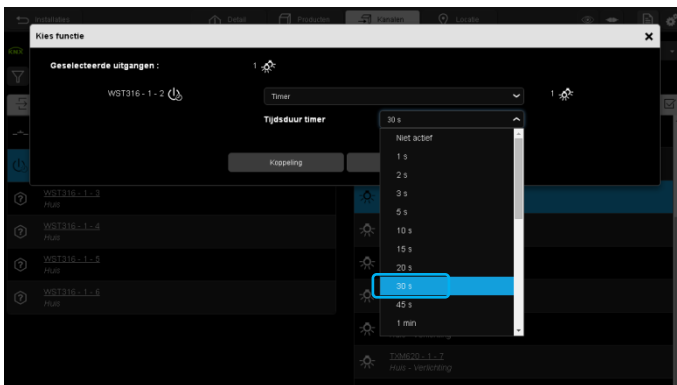 Installaties
Detail
Producten
Kanalen
Locatie
Kies functie
Geselecteerde uitgangen :
1
WST316 - 1 - 2
Timer
1
Tijdsduur timer
30 s
Niet actief
1 s
2 s
3 s
5 s
10 s
15 s
20 s
30 s
45 s
1 min
Koppeling
WST316 - 1 - 3
Huis
WST316 - 1 - 4
Huis
WST316 - 1 - 5
Huis
WST316 - 1 - 6
Huis
Huis - Verlichting
TXM620 - 1 - 7
Huis - Verlichting